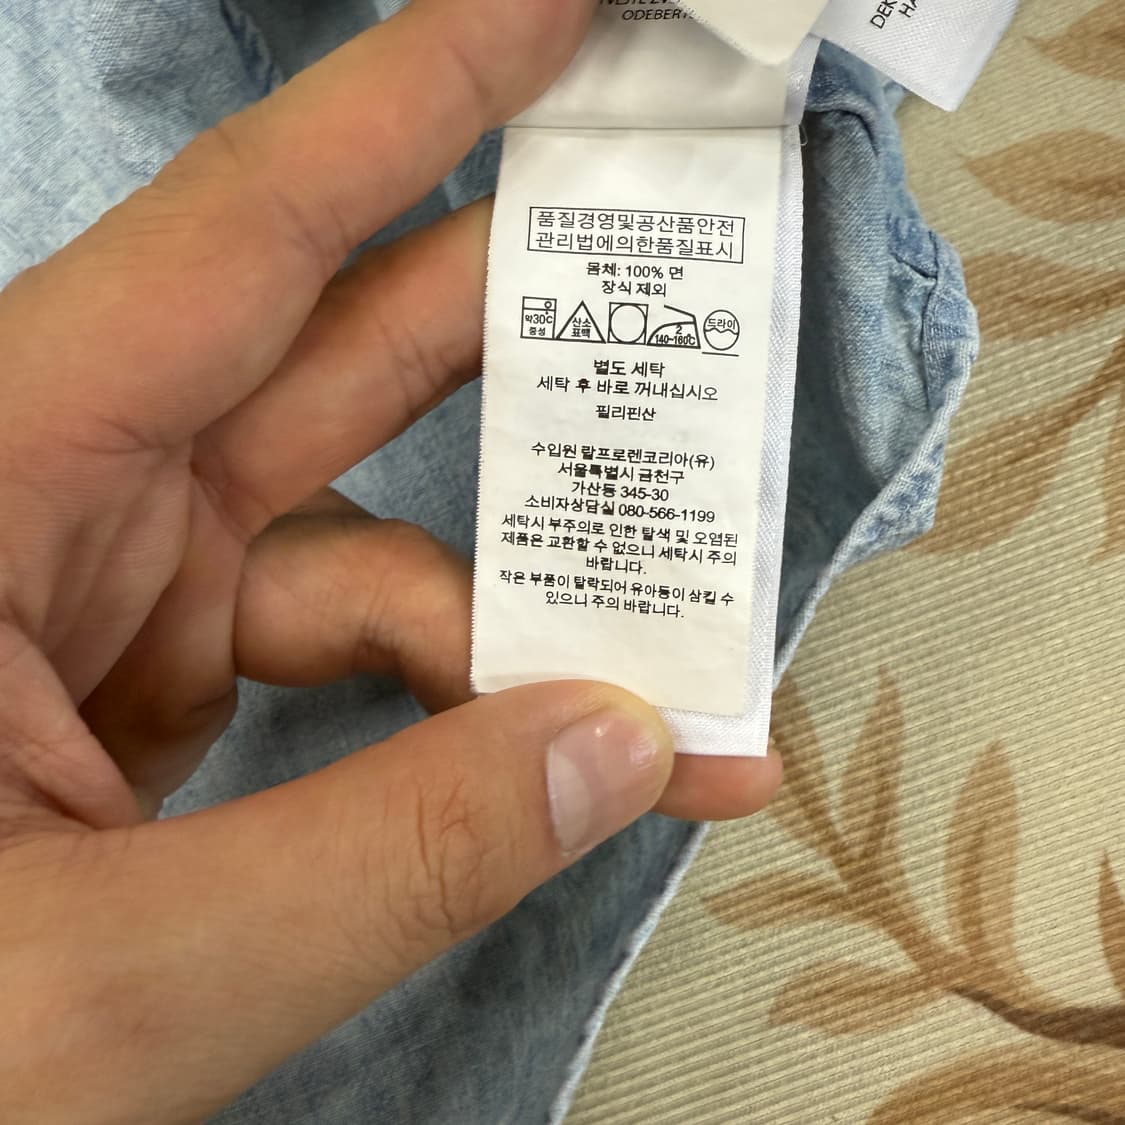 ODEBER
DEK
HA
품질경영및공산품안전
관리법에의한품질표시
몸체: 100% 면
장식 제외
약30℃
중성
산소
표백
2
140~160℃
드라이
별도 세탁
세탁 후 바로 꺼내십시오
필리핀산
수입원 랄프로렌코리아(유)
서울특별시 금천구
가산동 345-30
소비자상담실 080-566-1199
세탁시 부주의로 인한 탈색 및 오염된
제품은 교환할 수 없으니 세탁시 주의
바랍니다.
작은 부품이 탈락되어 유아동이 삼킬 수
있으니 주의 바랍니다.